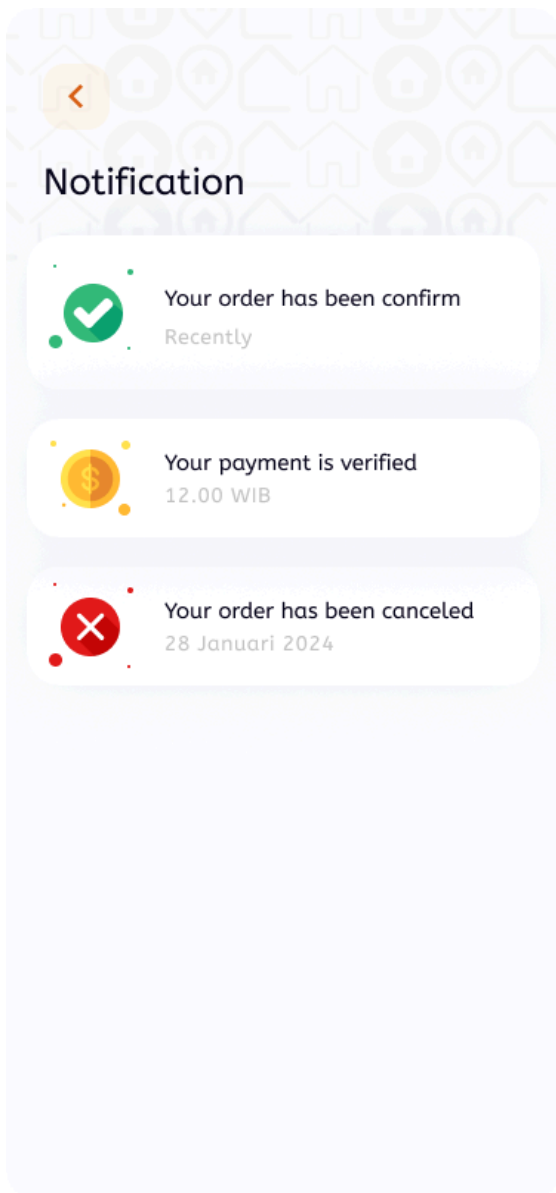 Notification
Your order has been confirm
Recently
Your payment is verified
12.00 WIB
Your order has been canceled
28 Januari 2024